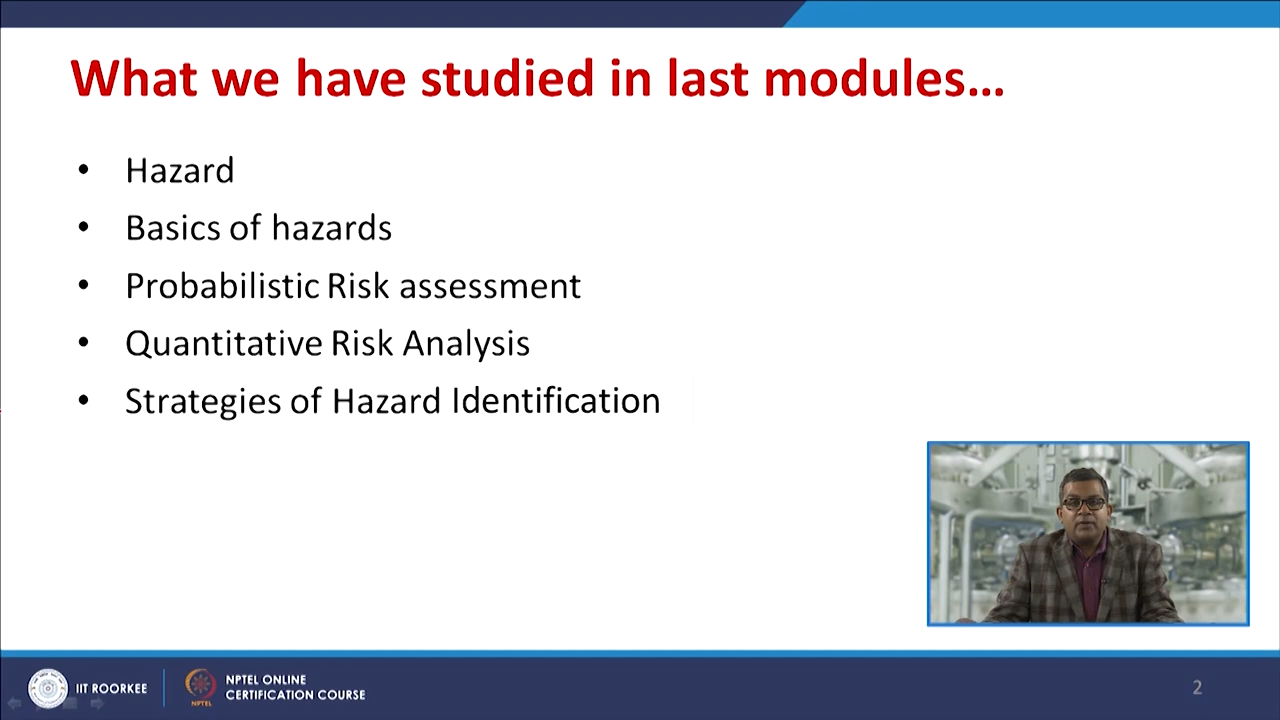 What we have studied in last modules...
• Hazard
• Basics of hazards
• Probabilistic Risk assessment
• Quantitative Risk Analysis
• Strategies of Hazard Identification
IIT ROORKEE
NPTEL
NPTEL ONLINE
CERTIFICATION COURSE
2